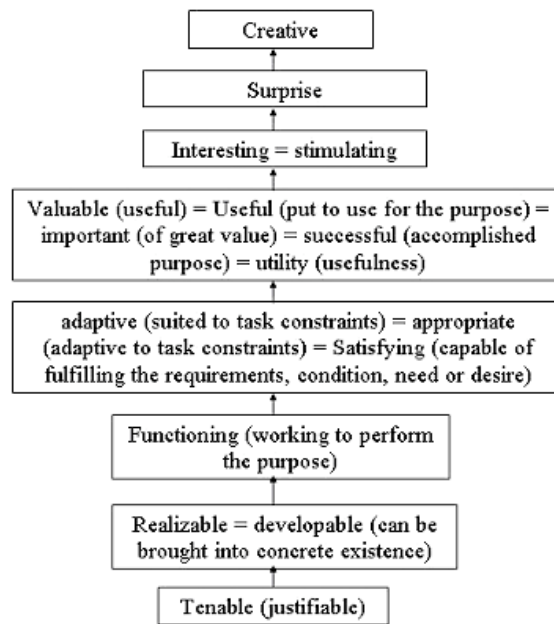 Creative
Surprise
Interesting = stimulating
Valuable (useful) = Useful (put to use for the purpose) =
important (of great value) = successful (accomplished
purpose) = utility (usefulness)
adaptive (suited to task constraints) = appropriate
(adaptive to task constraints) = Satisfying (capable of
fulfilling the requirements, condition, need or desire)
Functioning (working to perform
the purpose)
Realizable = developable (can be
brought into concrete existence)
Tenable (justifiable)